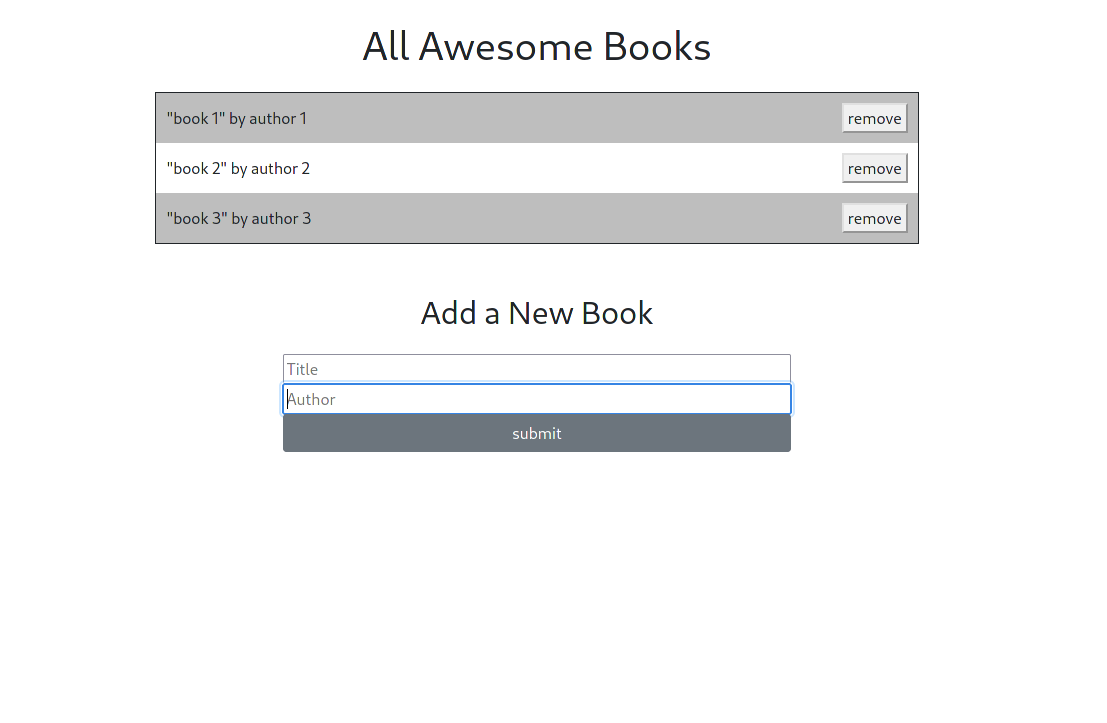 All Awesome Books
"book 1" by author 1 remove
"book 2" by author 2 remove
"book 3" by author 3 remove
Add a New Book
Title
Author
submit